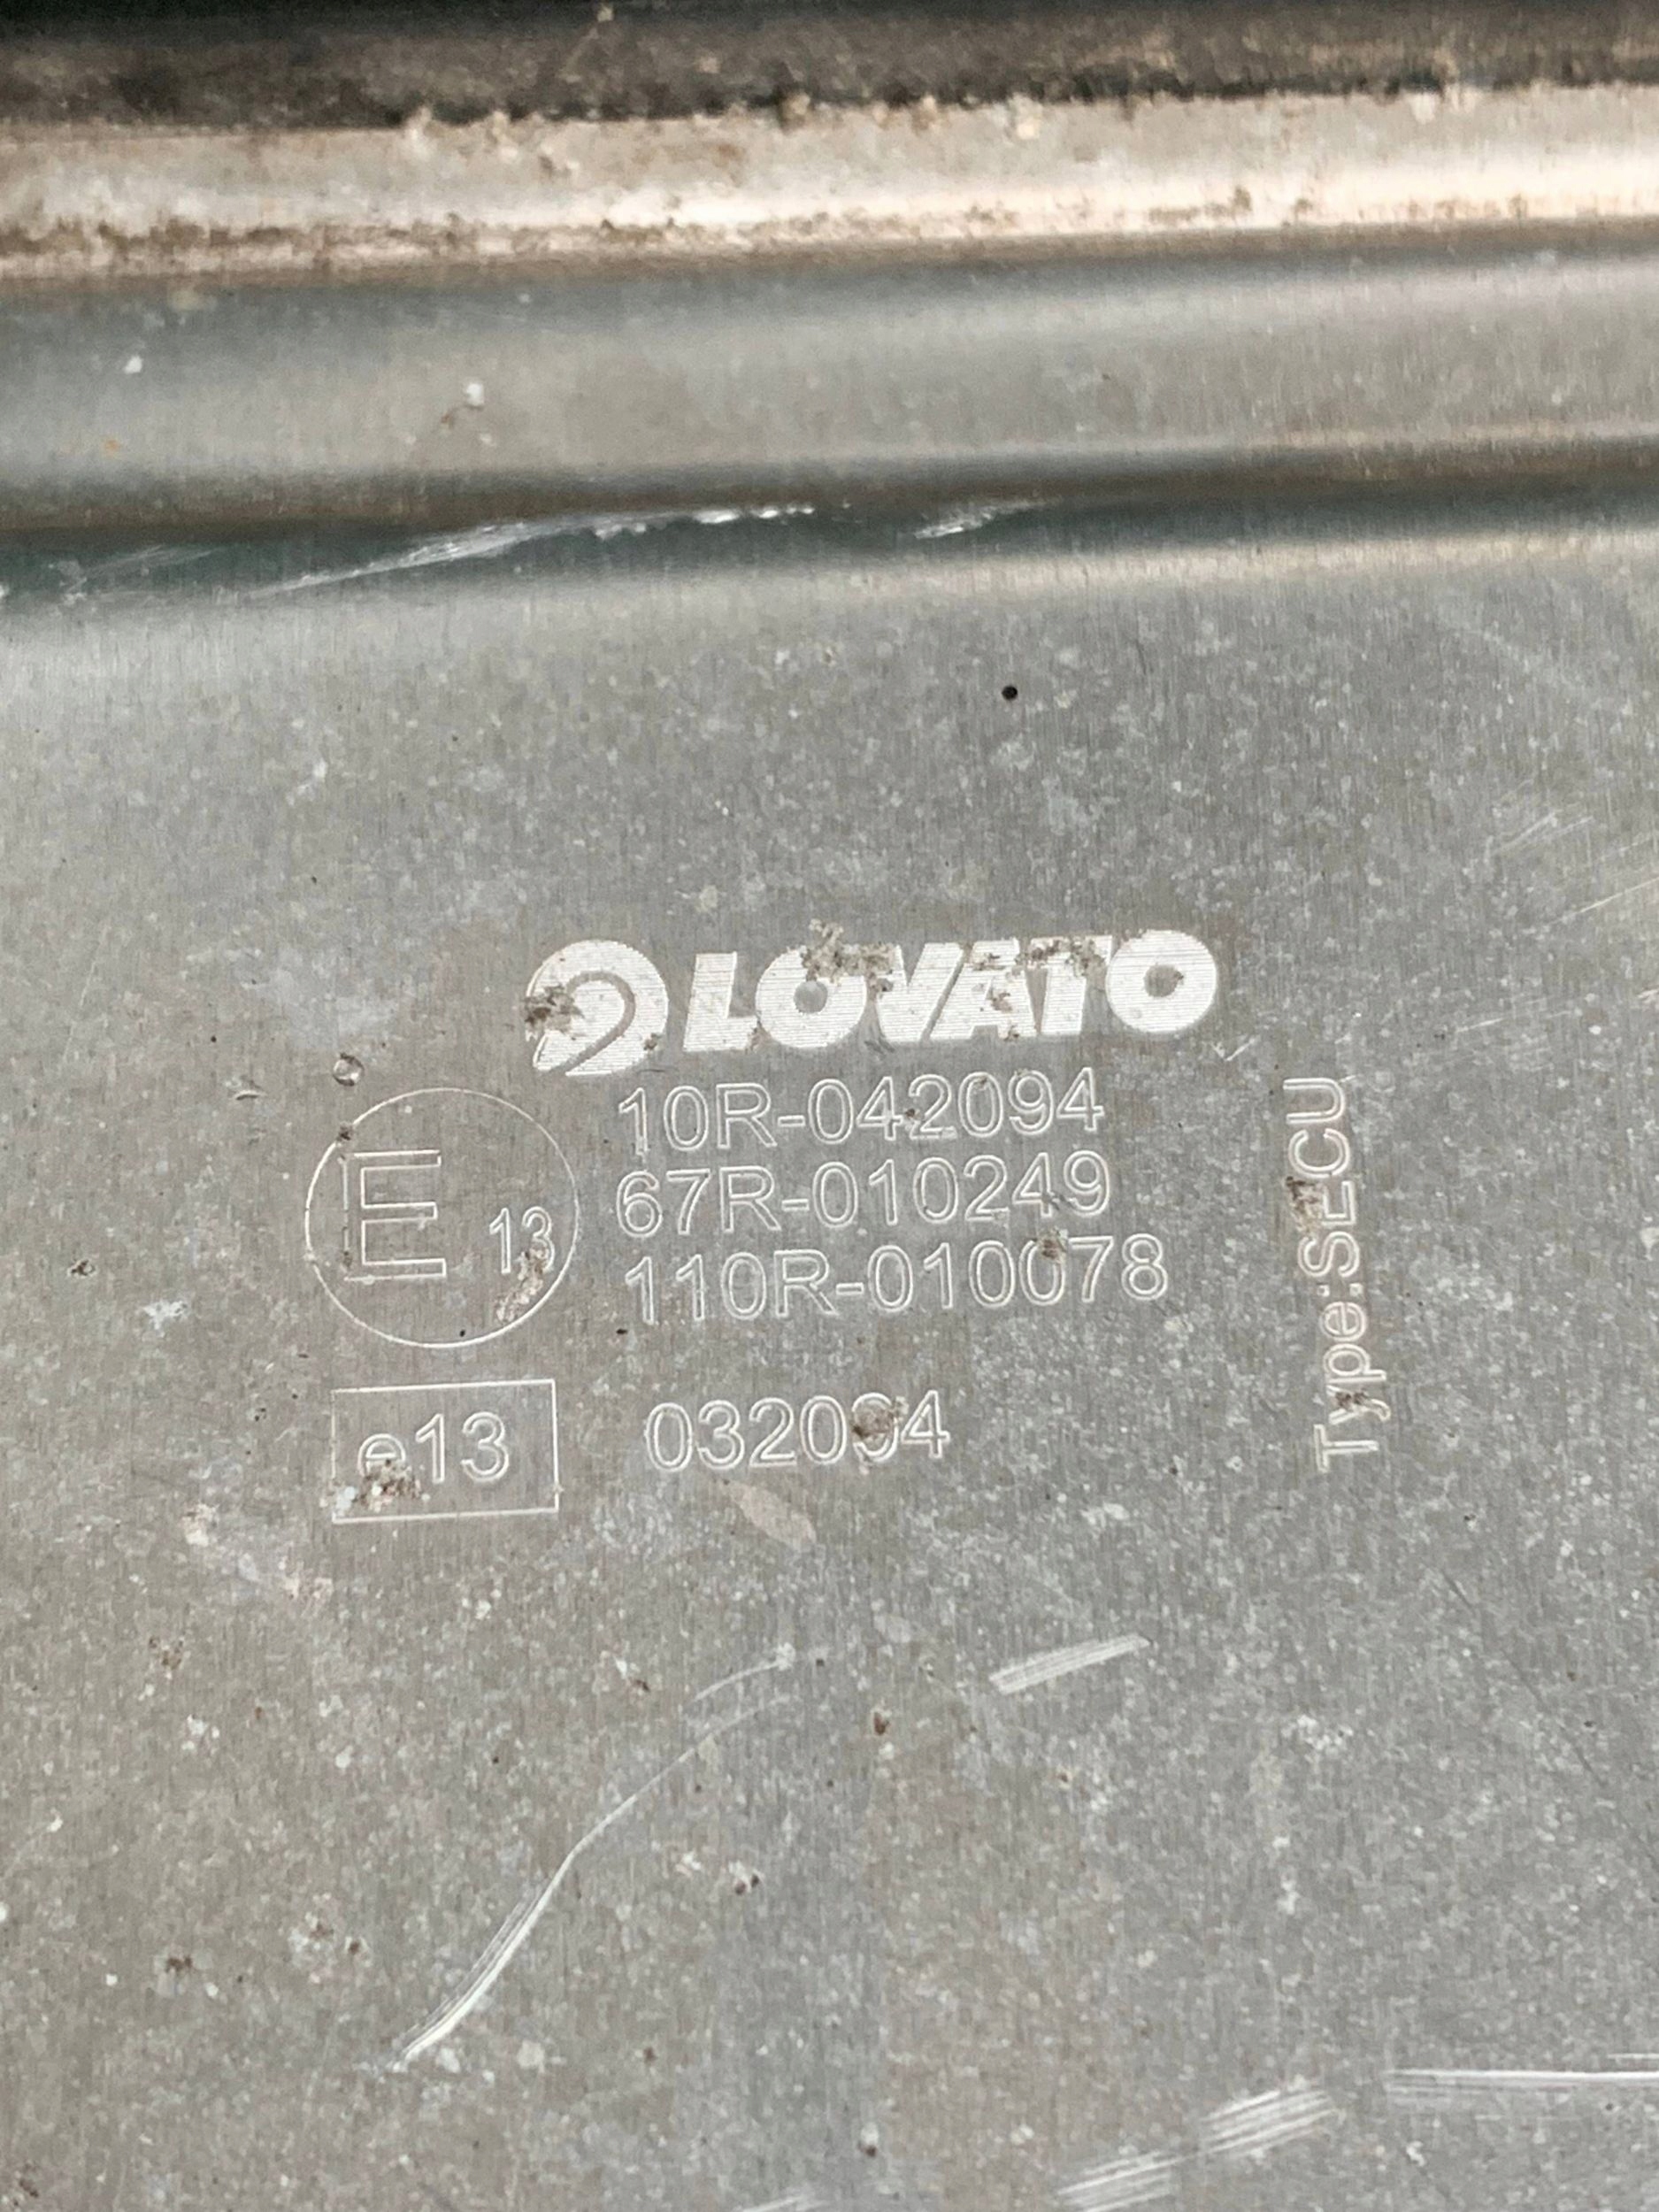 LOVATO
E 13
10R-042094
67R-010249
110R-010078
e13 032094
Type:SECU